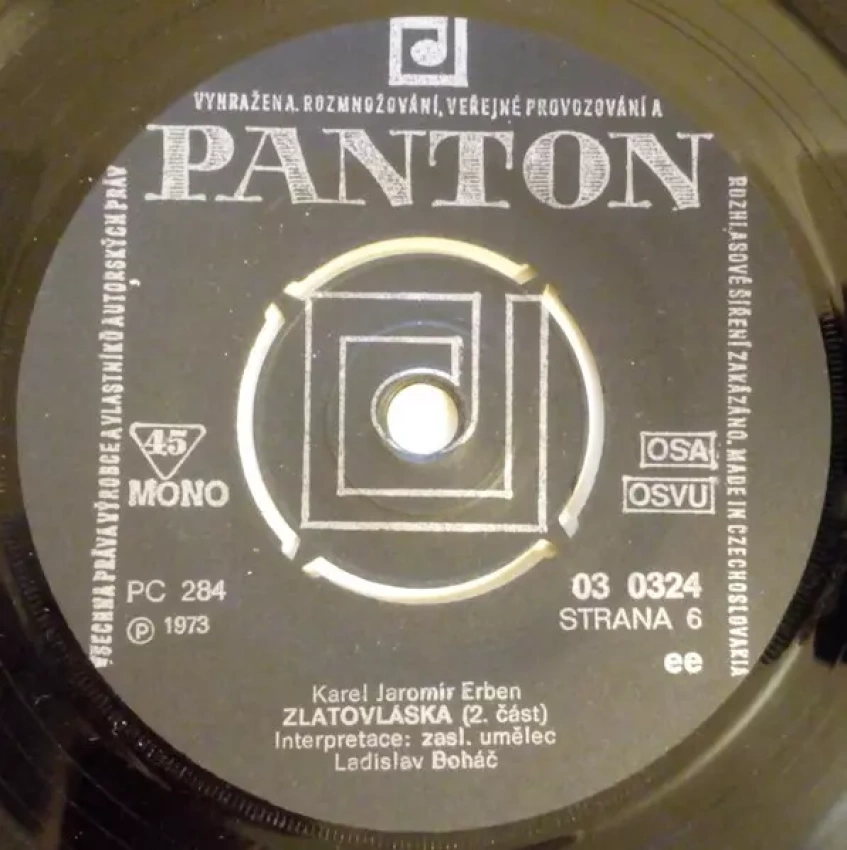 VŠECHNA PRÁVA VÝROBCE A VLASTNÍKŮ AUTORSKÝCH PRÁV
VYHRAŽENA. ROZMNOŽOVÁNÍ, VEŘEJNÉ PROVOZOVÁNÍ A
ROZHLASOVÉ ŠÍŘENÍ ZAKÁZÁNO. MADE IN CZECHOSLOVAKIA
PANTON
45
MONO
OSA
OSVU
PC 284
℗ 1973
03 0324
STRANA 6
ee
Karel Jaromír Erben
ZLATOVLÁSKA (2. část)
Interpretace: zasl. umělec
Ladislav Boháč